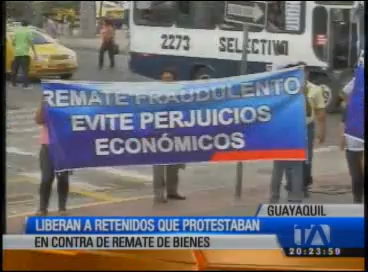 2273 SELECTIV
REMATE FRAUDULENTO
EVITE PERJUICIOS
ECONÓMICOS
GUAYAQUIL
LIBERAN A RETENIDOS QUE PROTESTABAN
EN CONTRA DE REMATE DE BIENES
TA
20:23:59